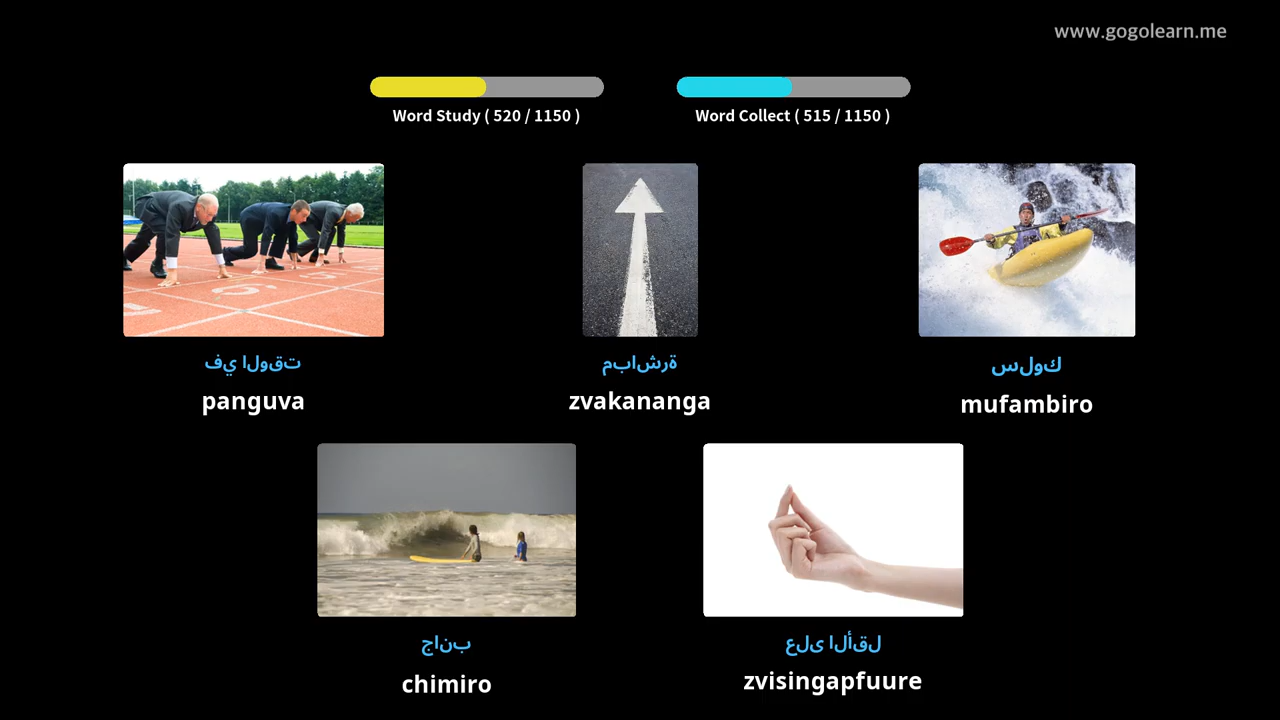 www.gogolearn.me
Word Study ( 520 / 1150 )
Word Collect ( 515 / 1150 )
في الوقت
panguva
مباشرة
zvakananga
سلوك
mufambiro
جانب
chimiro
على الأقل
zvisingapfuure